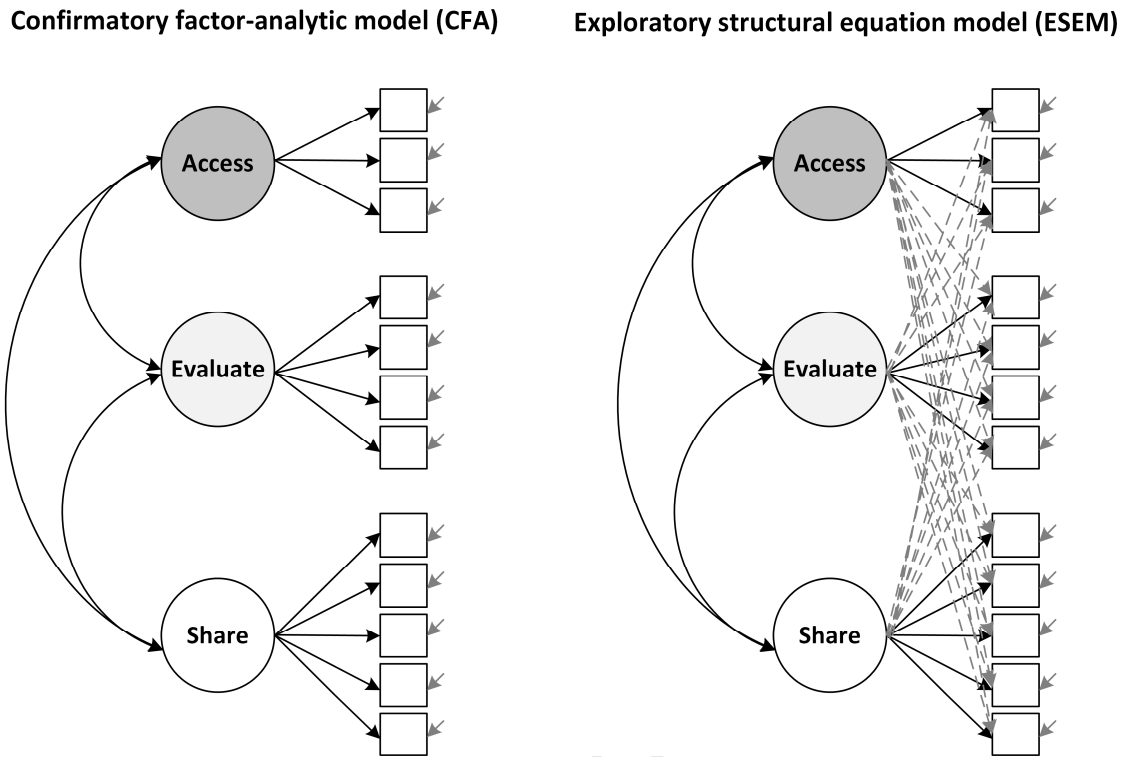 Confirmatory factor-analytic model (CFA)
Exploratory structural equation model (ESEM)
Access
Access
Evaluate
Evaluate
Share
Share